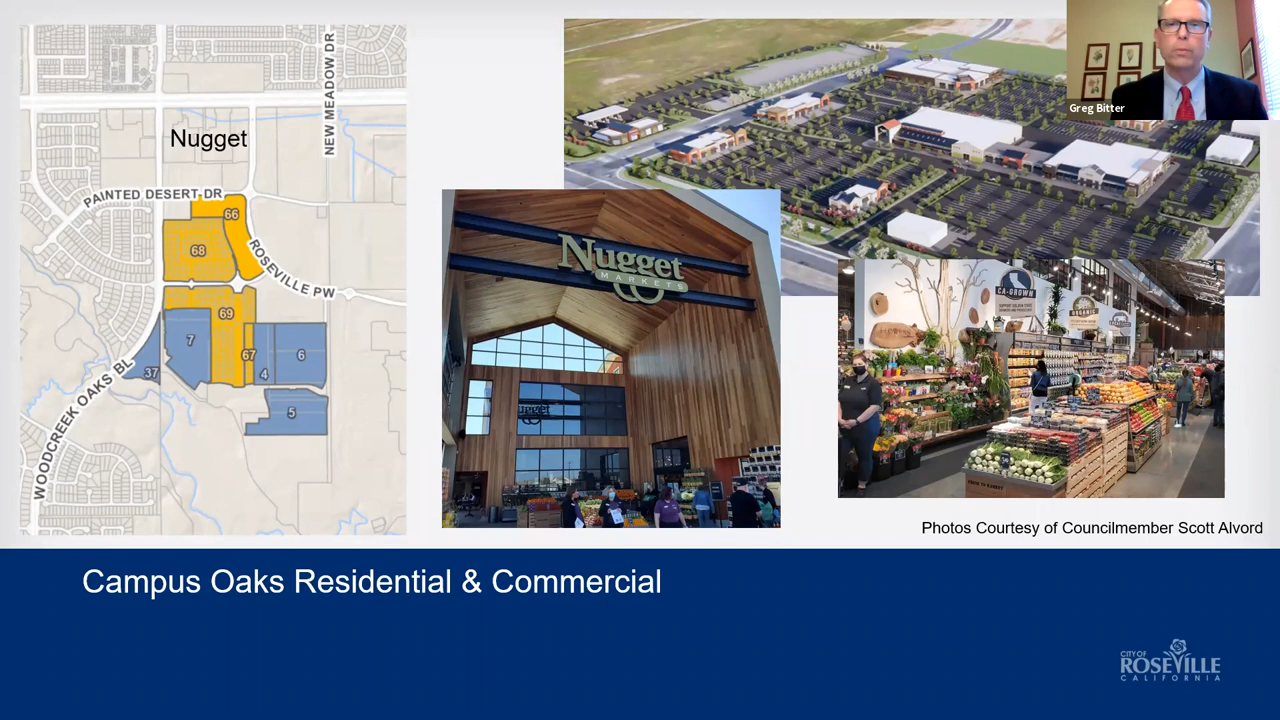 NEW MEADOW DR
Nugget
PAINTED DESERT DR
66
68
ROSEVILLE PW
69
7
67
6
37
4
5
WOODCREEK OAKS BL
Greg Bitter
Nugget
MARKETS
CA-GROWN
ORGANIC
Photos Courtesy of Councilmember Scott Alvord
Campus Oaks Residential & Commercial
CITY OF
ROSEVILLE
CALIFORNIA